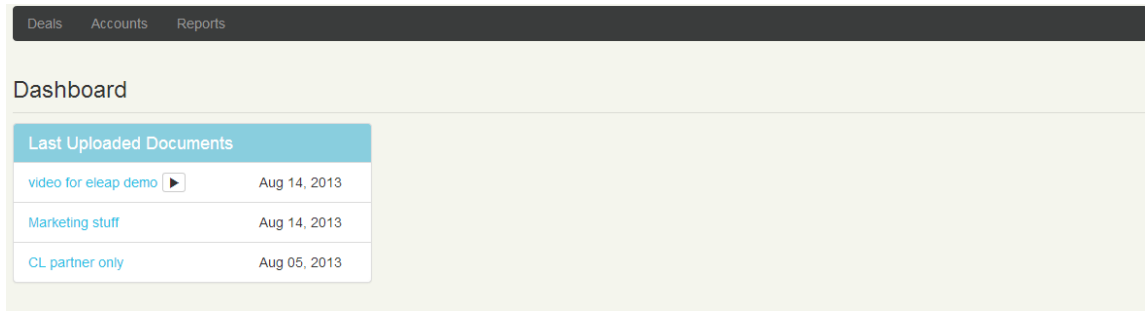 Deals Accounts Reports
Dashboard
Last Uploaded Documents
video for eleap demo Aug 14, 2013
Marketing stuff Aug 14, 2013
CL partner only Aug 05, 2013